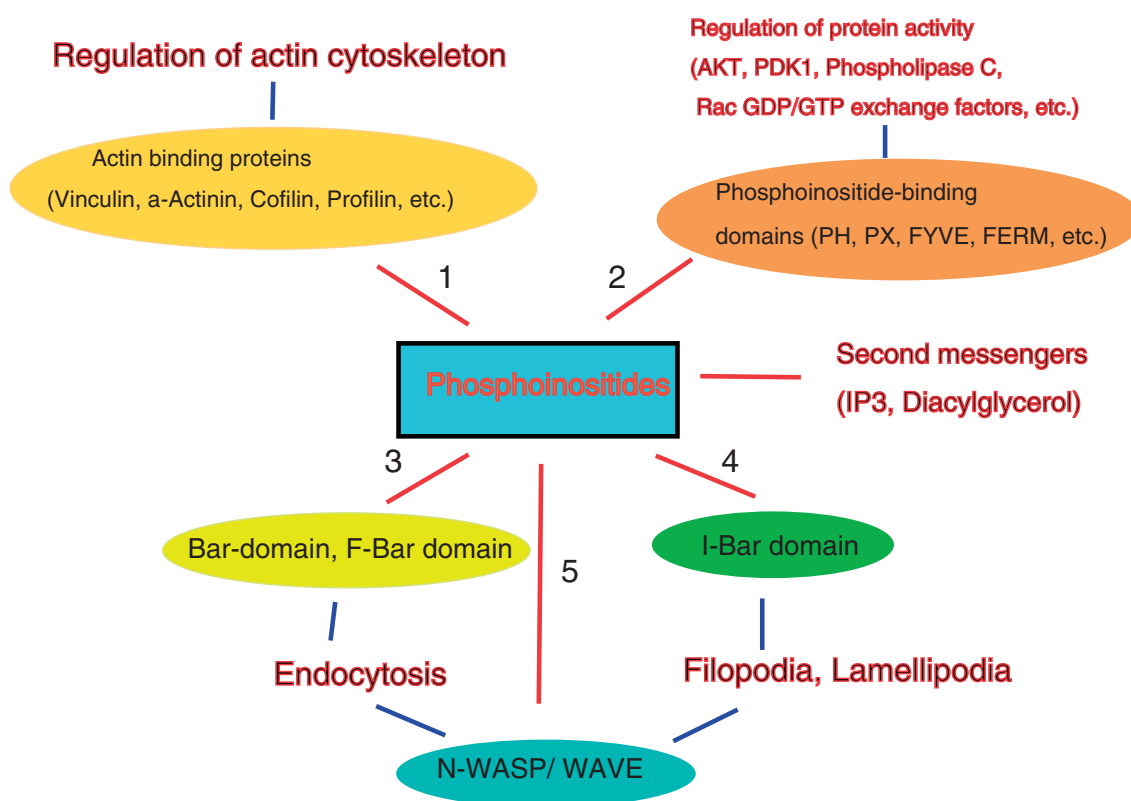 Regulation of actin cytoskeleton
Regulation of protein activity
(AKT, PDK1, Phospholipase C,
Rac GDP/GTP exchange factors, etc.)
Actin binding proteins
(Vinculin, a-Actinin, Cofilin, Profilin, etc.)
Phosphoinositide-binding
domains (PH, PX, FYVE, FERM, etc.)
1
2
Phosphoinositides
Second messengers
(IP3, Diacylglycerol)
3
4
5
Bar-domain, F-Bar domain
I-Bar domain
Endocytosis
Filopodia, Lamellipodia
N-WASP/ WAVE